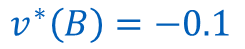 v*(B) = −0.1